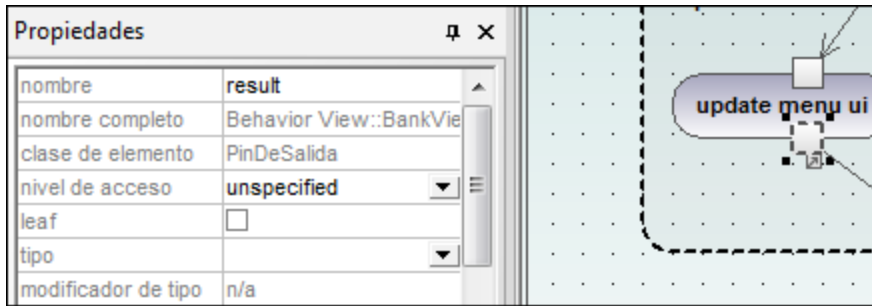 Propiedades
nombre result
nombre completo Behavior View::BankVie
clase de elemento PinDeSalida
nivel de acceso unspecified
leaf
tipo
modificador de tipo n/a
update menu ui